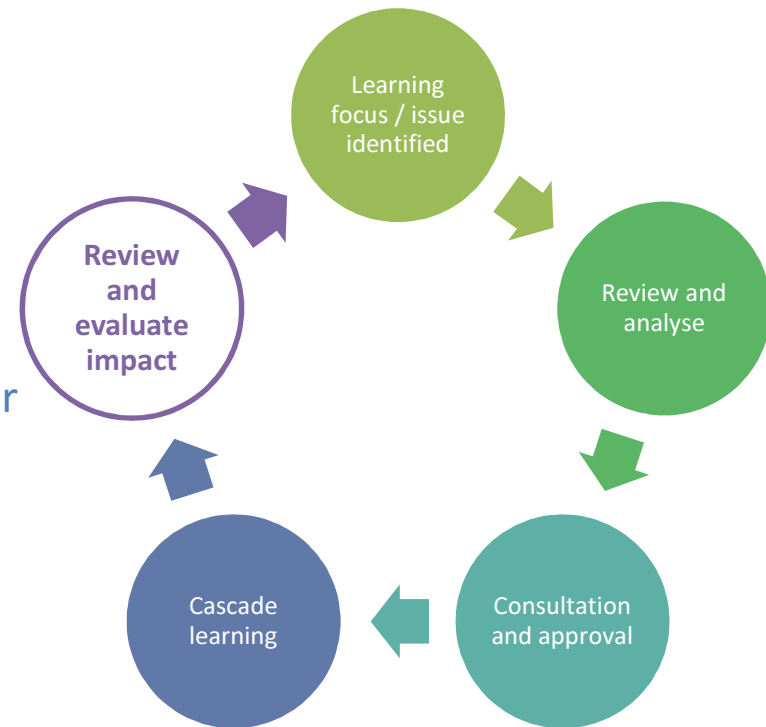 Learning
focus / issue
identified
Review and
analyse
Consultation
and approval
Cascade
learning
Review
and
evaluate
impact
r